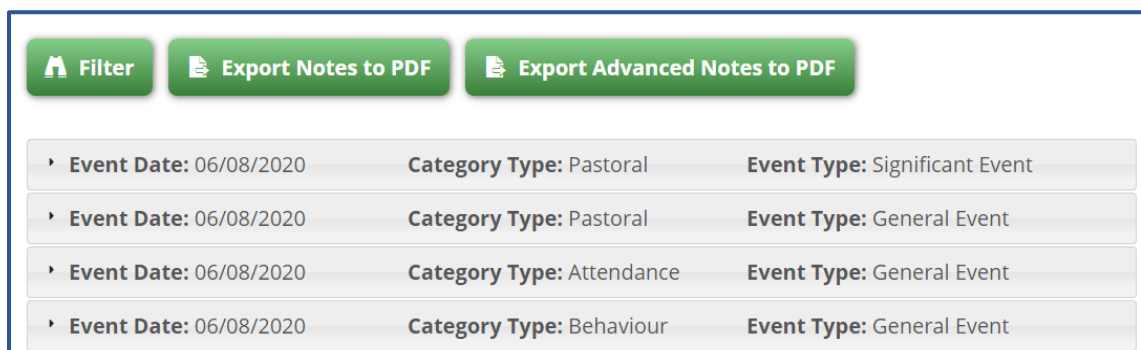 Filter Export Notes to PDF Export Advanced Notes to PDF
Event Date: 06/08/2020 Category Type: Pastoral Event Type: Significant Event
Event Date: 06/08/2020 Category Type: Pastoral Event Type: General Event
Event Date: 06/08/2020 Category Type: Attendance Event Type: General Event
Event Date: 06/08/2020 Category Type: Behaviour Event Type: General Event